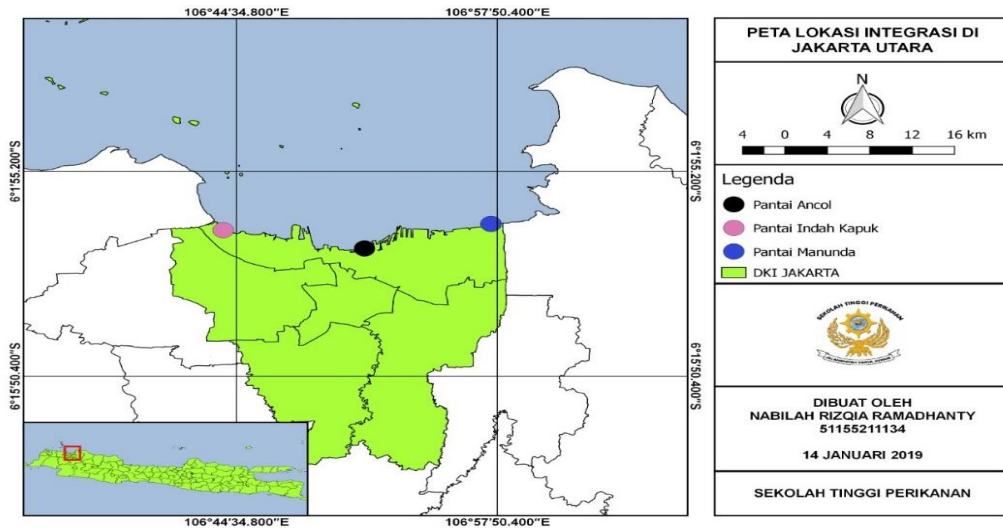 106°44'34.800"E
106°57'50.400"E
6°1'55.200"S
6°1'55.200"S
6°15'50.400"S
6°15'50.400"S
106°44'34.800"E
106°57'50.400"E
PETA LOKASI INTEGRASI DI
JAKARTA UTARA
N
4 0 4 8 12 16 km
Legenda
Pantai Ancol
Pantai Indah Kapuk
Pantai Manunda
DKI JAKARTA
SEKOLAH TINGGI PERIKANAN
DIBUAT OLEH
NABILAH RIZQIA RAMADHANTY
51155211134
14 JANUARI 2019
SEKOLAH TINGGI PERIKANAN